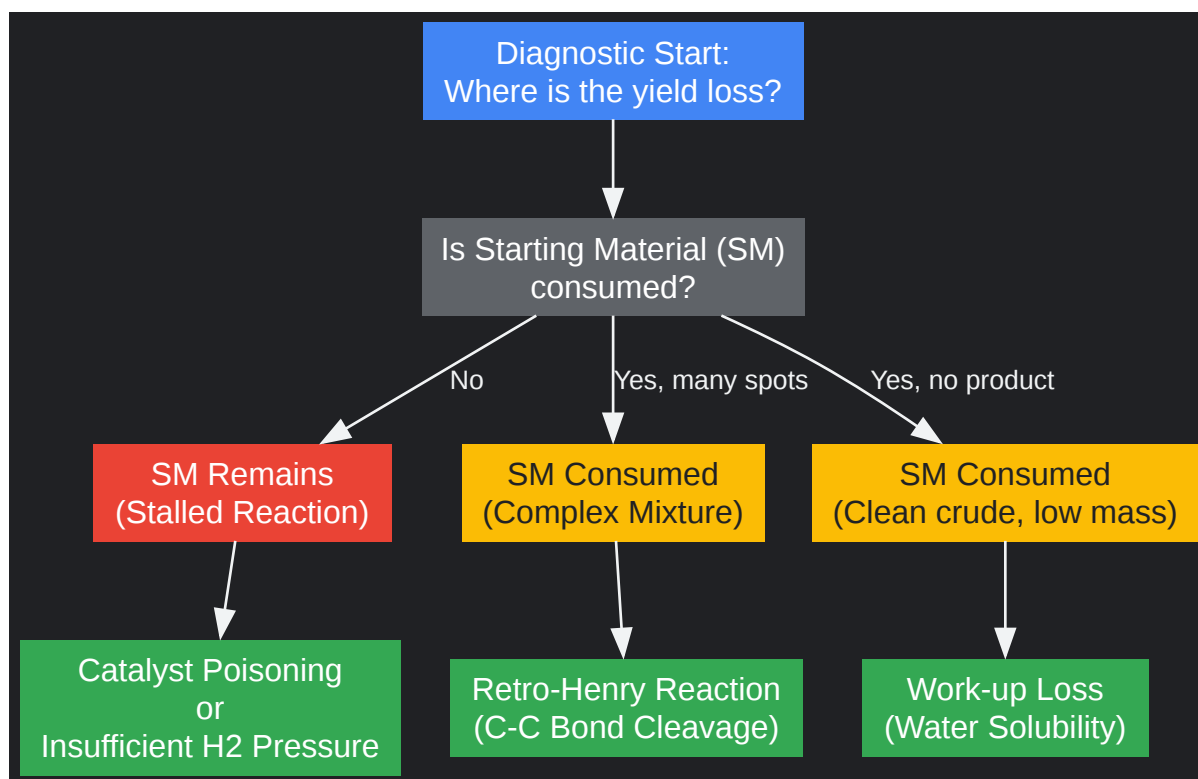 Diagnostic Start:
Where is the yield loss?
Is Starting Material (SM)
consumed?
No
Yes, many spots
Yes, no product
SM Remains
(Stalled Reaction)
SM Consumed
(Complex Mixture)
SM Consumed
(Clean crude, low mass)
Catalyst Poisoning
or
Insufficient H2 Pressure
Retro-Henry Reaction
(C-C Bond Cleavage)
Work-up Loss
(Water Solubility)